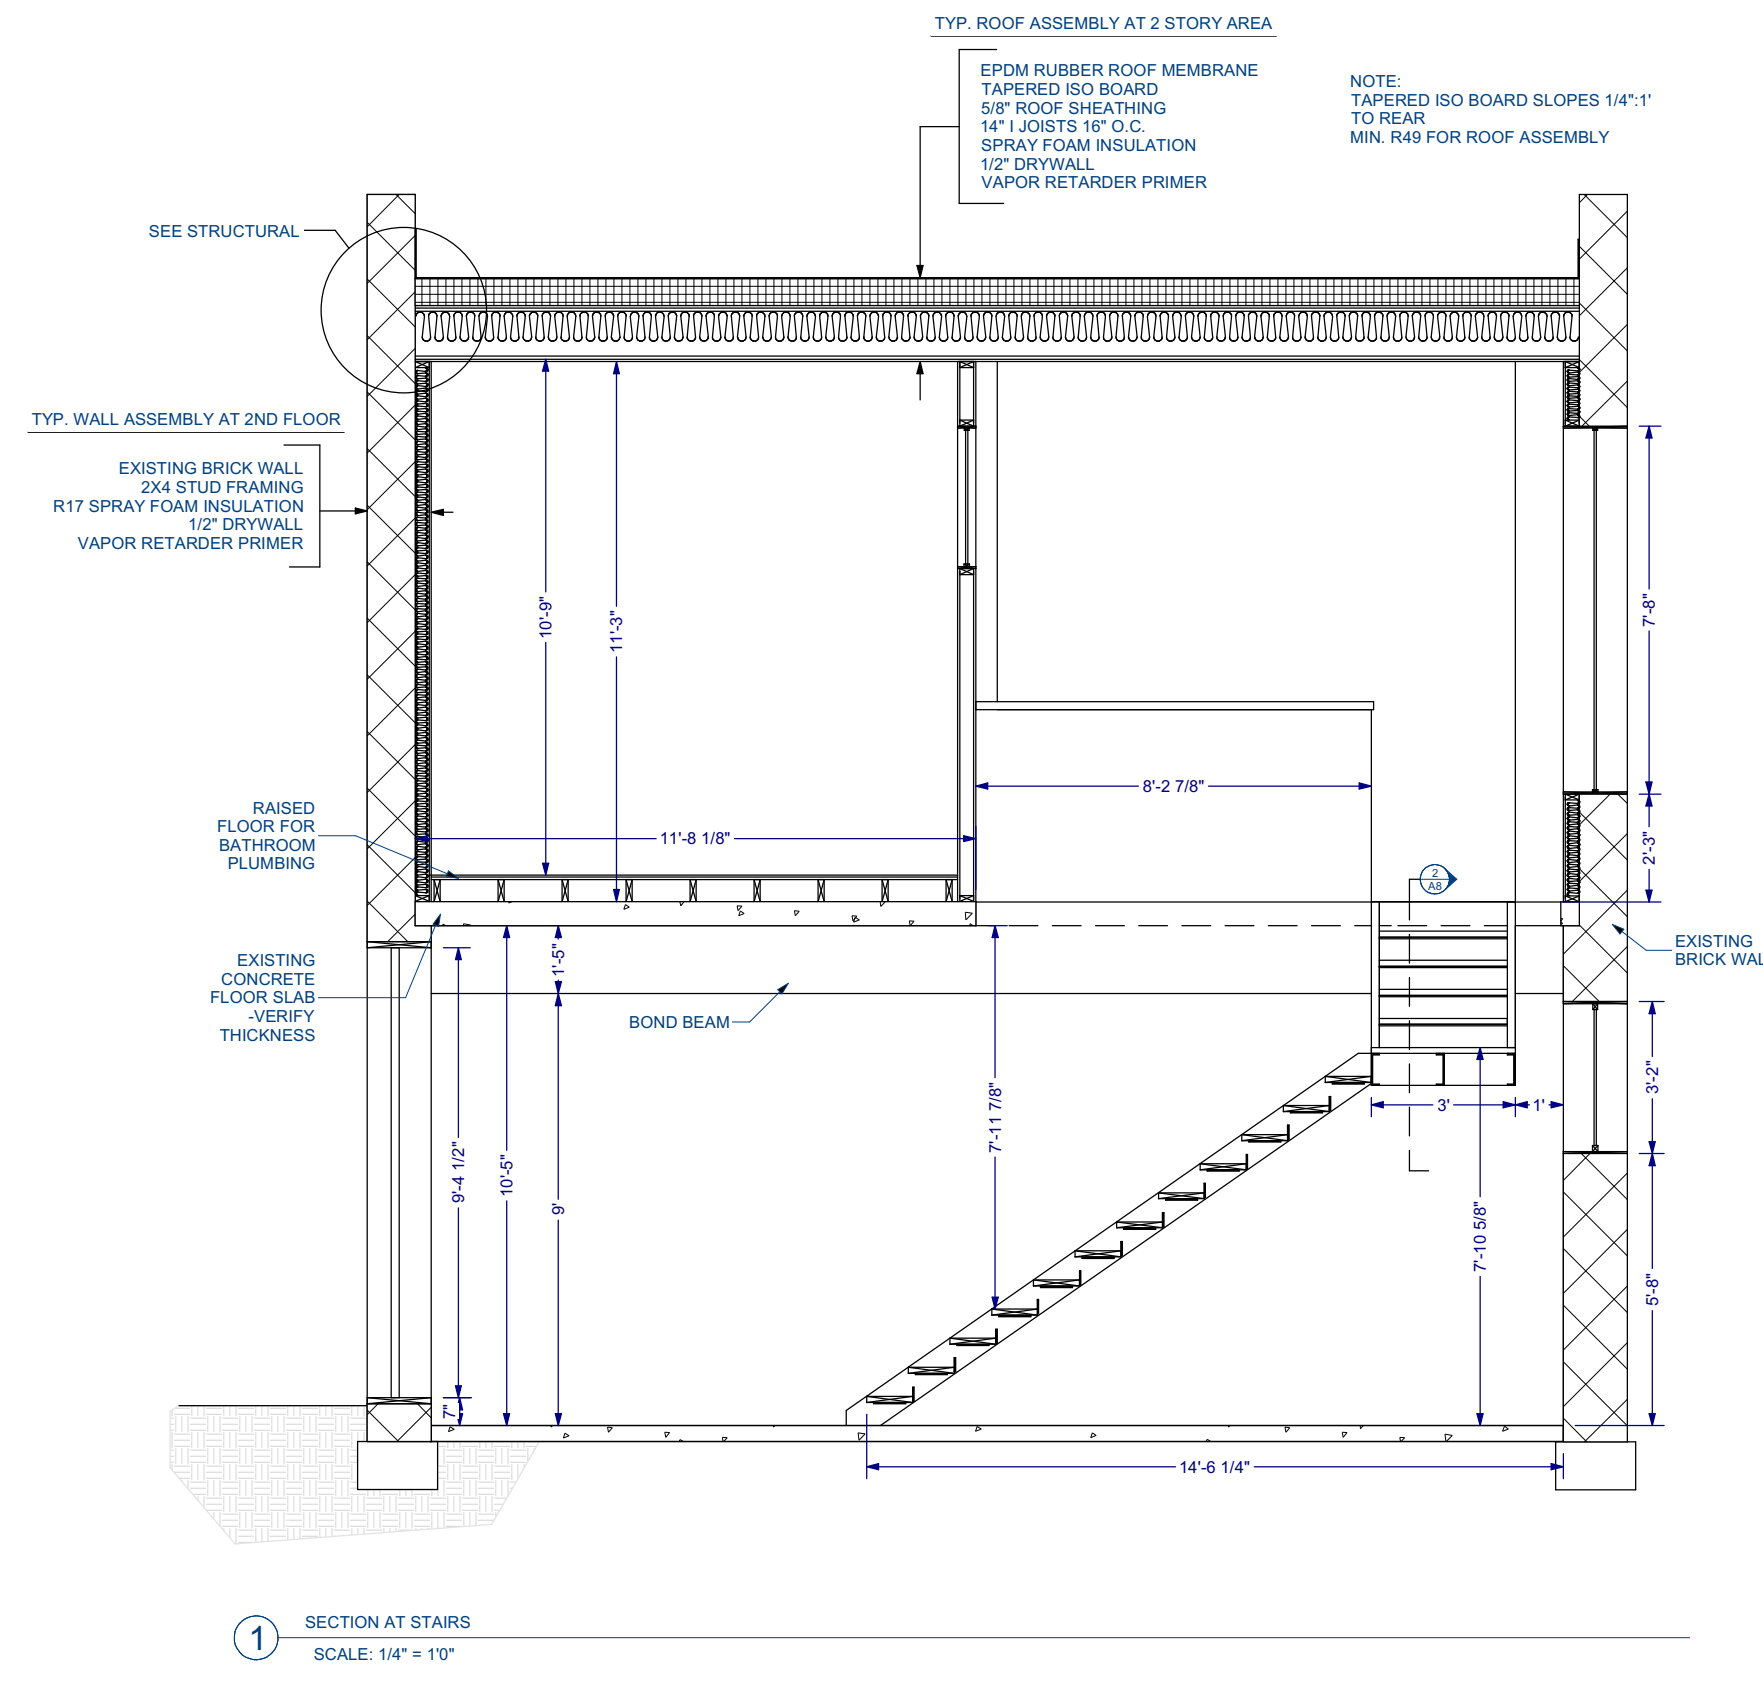 TYP. ROOF ASSEMBLY AT 2 STORY AREA
EPDM RUBBER ROOF MEMBRANE
TAPERED ISO BOARD
5/8" ROOF SHEATHING
14" I JOISTS 16" O.C.
SPRAY FOAM INSULATION
1/2" DRYWALL
VAPOR RETARDER PRIMER
NOTE:
TAPERED ISO BOARD SLOPES 1/4":1'
TO REAR
MIN. R49 FOR ROOF ASSEMBLY
SEE STRUCTURAL
TYP. WALL ASSEMBLY AT 2ND FLOOR
EXISTING BRICK WALL
2X4 STUD FRAMING
R17 SPRAY FOAM INSULATION
1/2" DRYWALL
VAPOR RETARDER PRIMER
10'-9"
11'-3"
7'-8"
8'-2 7/8"
RAISED
FLOOR FOR
BATHROOM
PLUMBING
11'-8 1/8"
2'-3"
2
A8
EXISTING
BRICK WAL
EXISTING
CONCRETE
FLOOR SLAB
-VERIFY
THICKNESS
1'-5"
BOND BEAM
9'-4 1/2"
10'-5"
9'
7'-11 7/8"
3'
1'
3'-2"
7'-10 5/8"
5'-8"
7"
14'-6 1/4"
1
SECTION AT STAIRS
SCALE: 1/4" = 1'0"